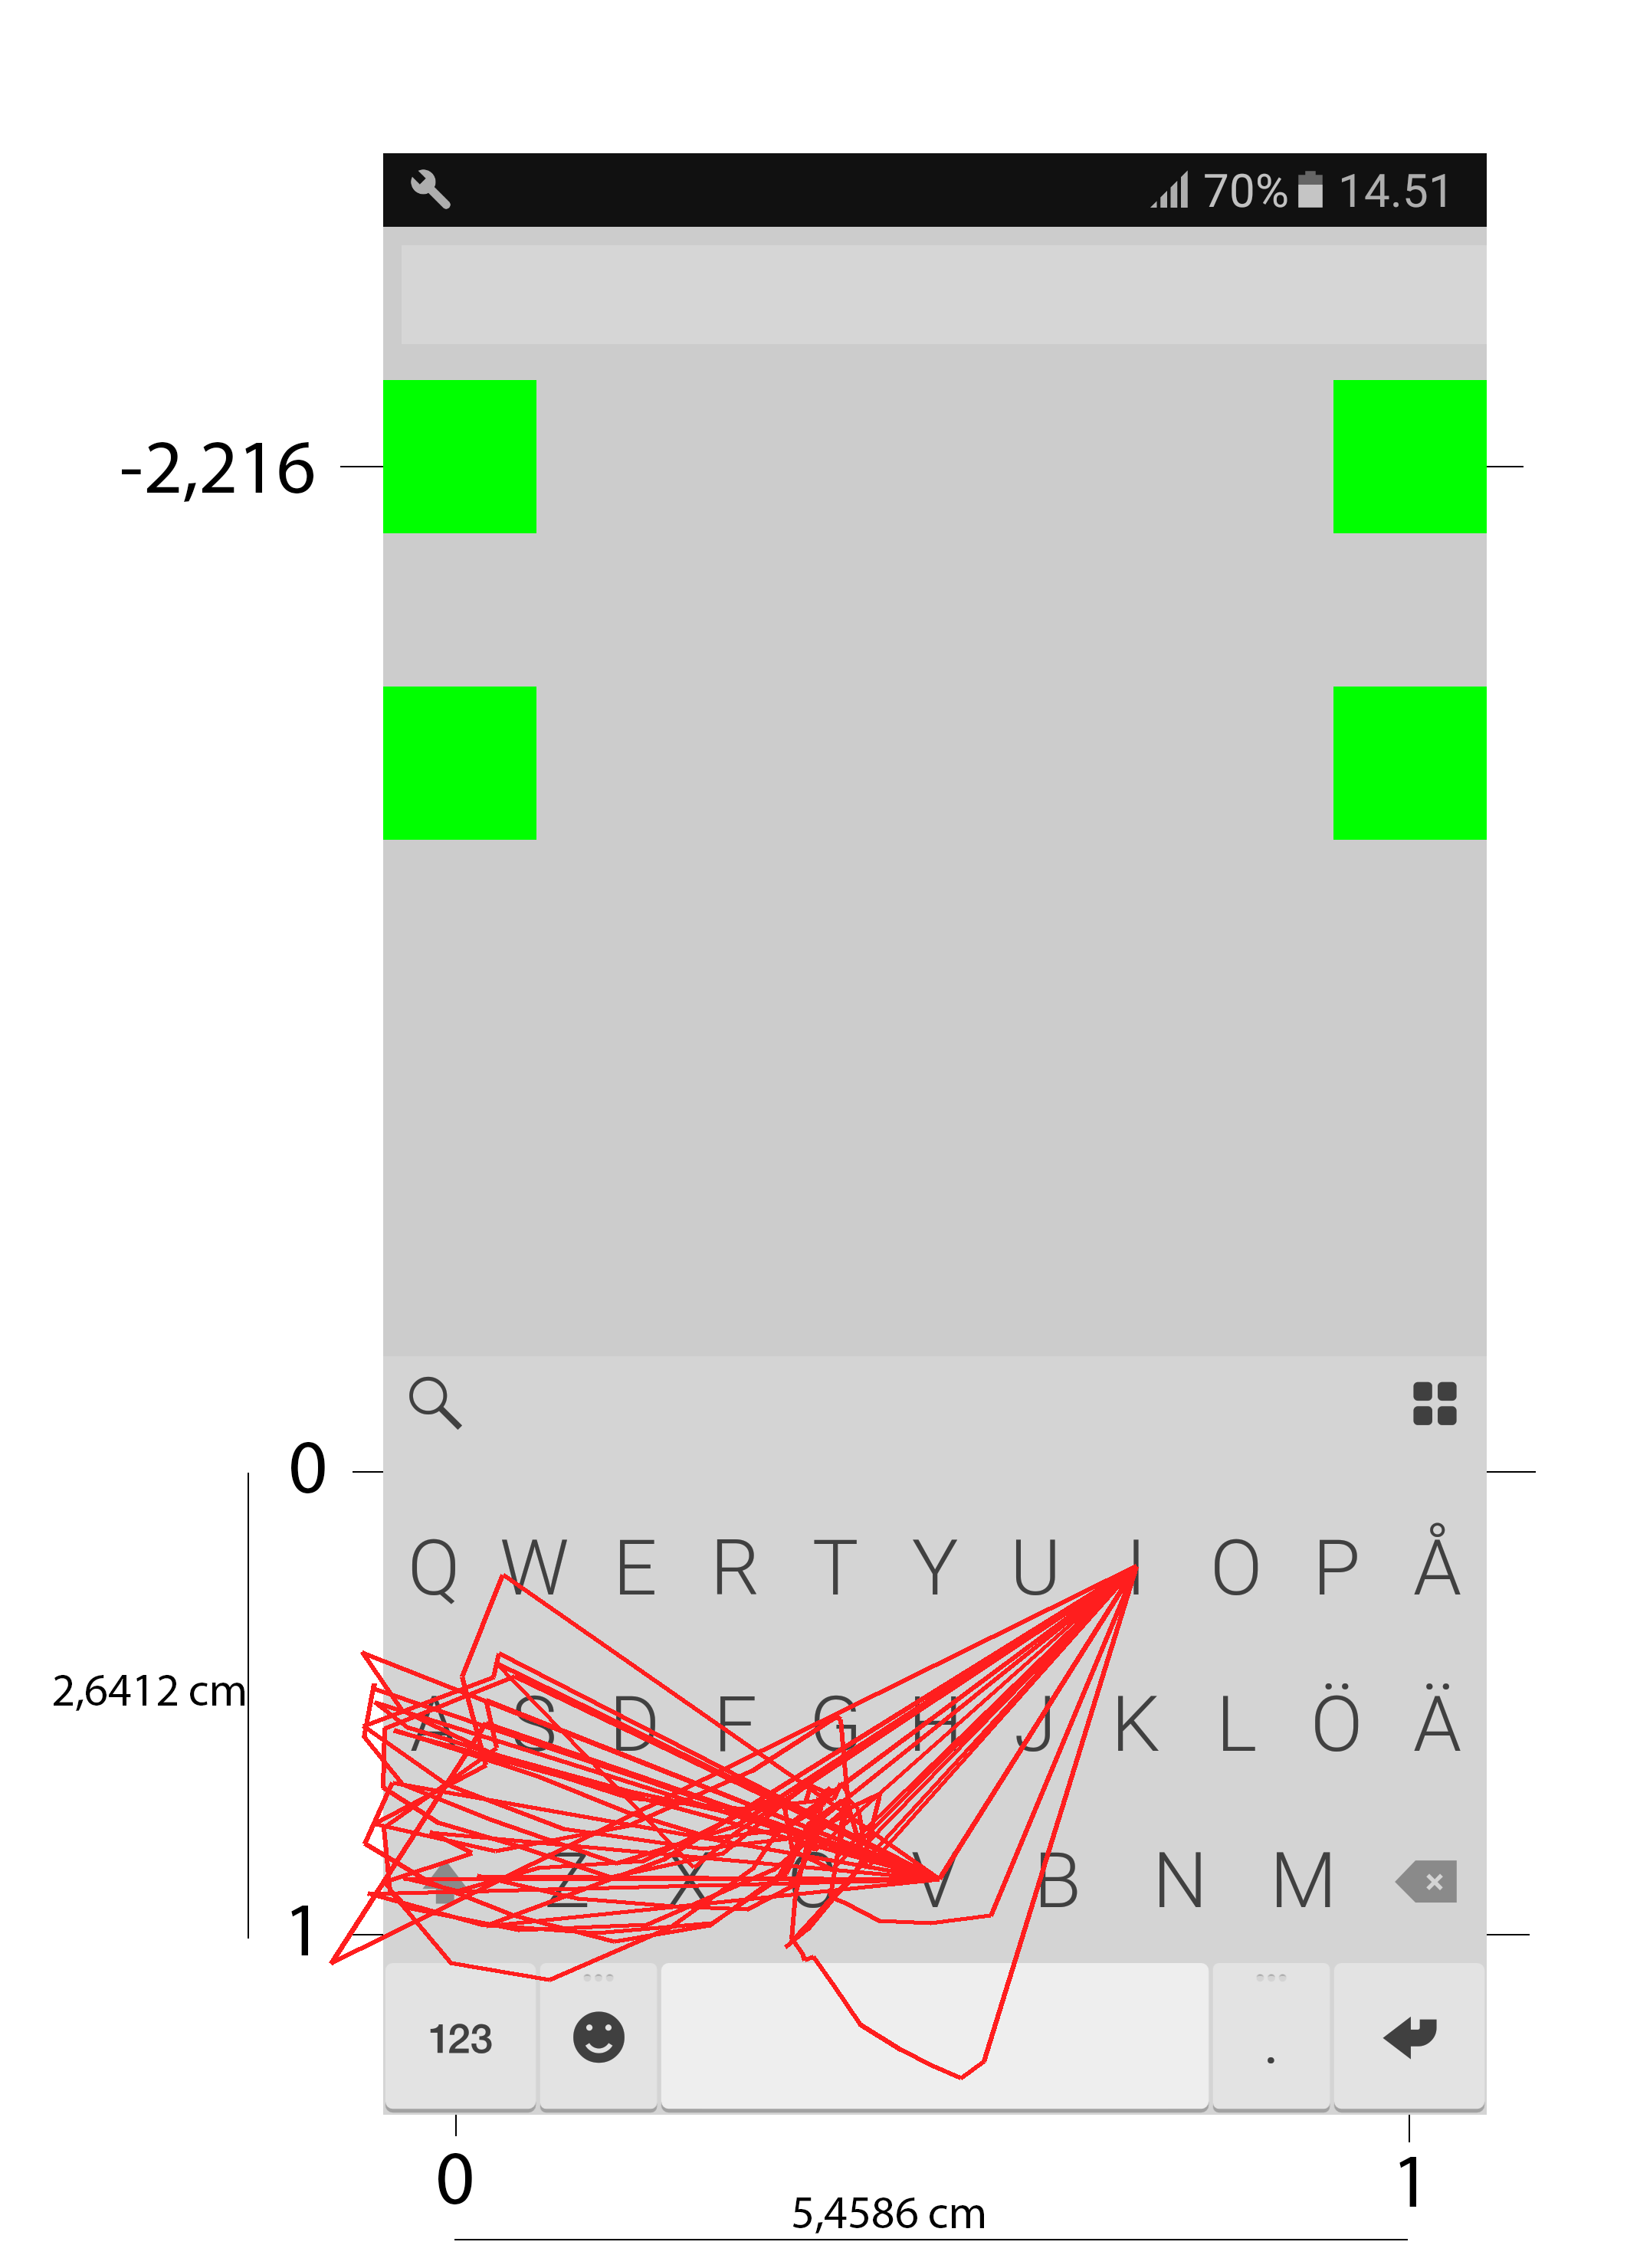 70% 14.51
-2,216
0
Q W E R T Y U I O P Å
2,6412 cm
A S D F G H J K L Ö Ä
Z X C V B N M
1
123 .
0 1
5,4586 cm